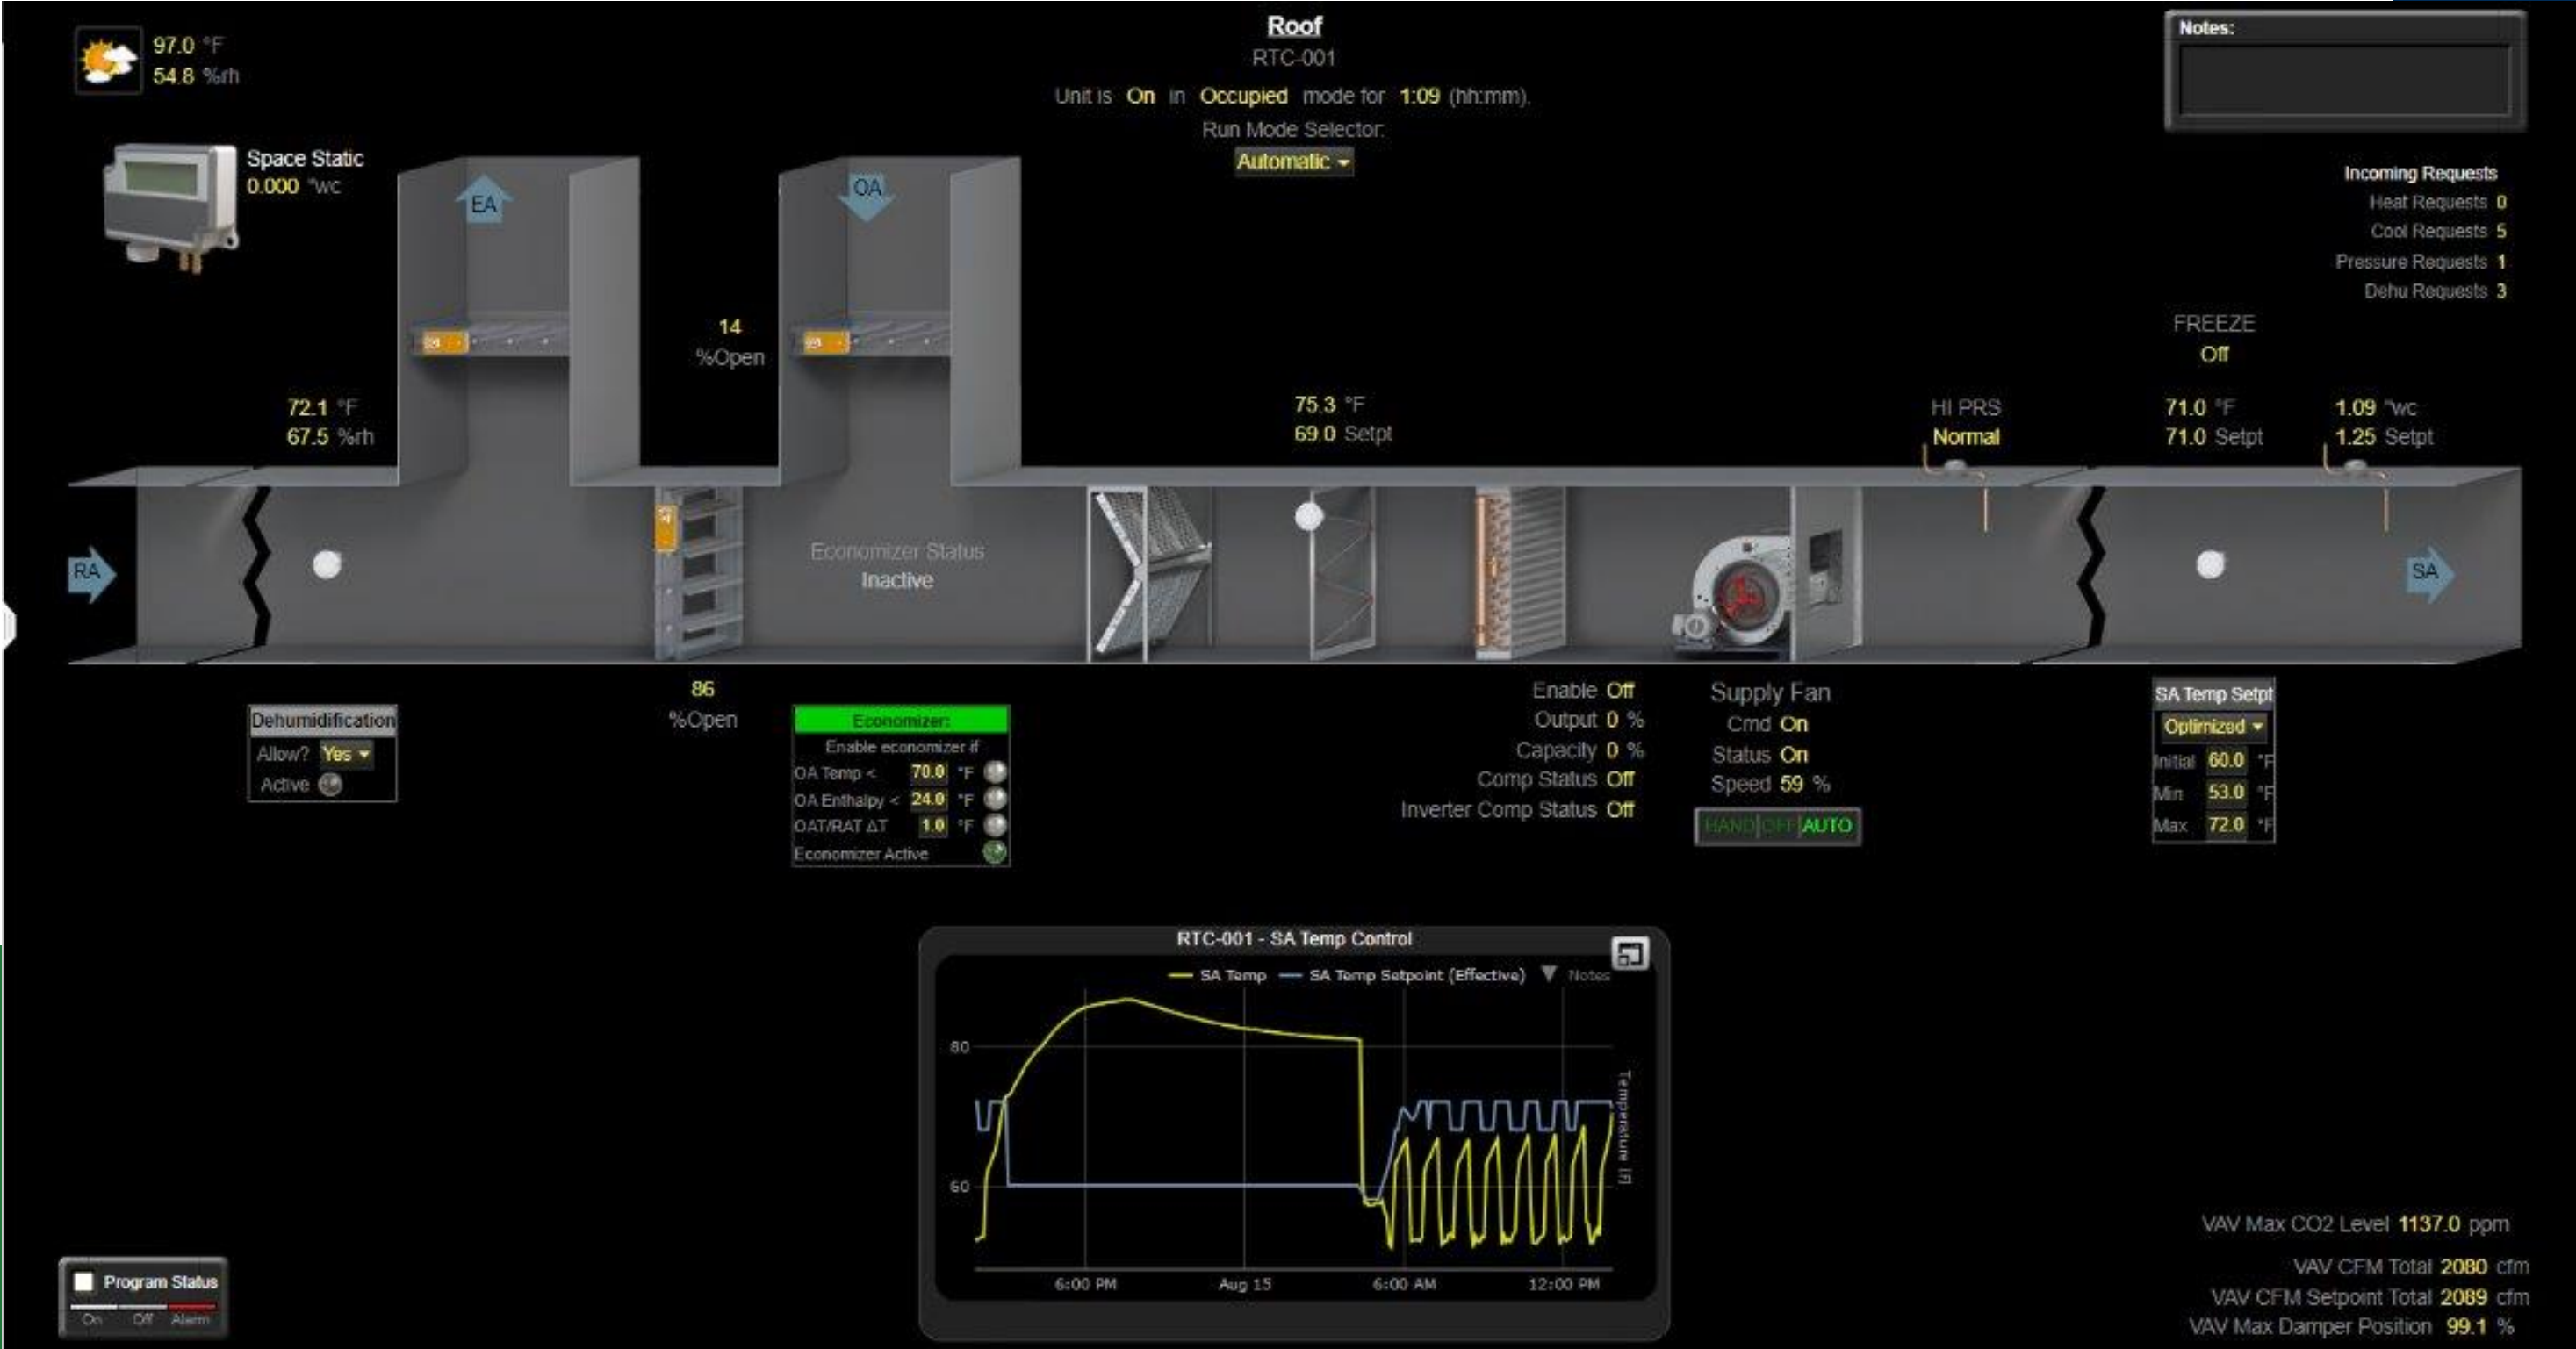 97.0 °F
54.8 %rh
Roof
RTC-001
Unit is On in Occupied mode for 1:09 (hh:mm).
Run Mode Selector:
Automatic
Notes:
Space Static
0.000 "wc
EA
OA
Incoming Requests
Heat Requests 0
Cool Requests 5
Pressure Requests 1
Dehu Requests 3
14
%Open
FREEZE
Off
72.1 °F
67.5 %rh
75.3 °F
69.0 Setpt
HI PRS
Normal
71.0 °F
71.0 Setpt
1.09 "wc
1.25 Setpt
RA
Economizer Status
Inactive
SA
Dehumidification
Allow? Yes
Active
86
%Open
Economizer:
Enable economizer if
OA Temp < 70.0 °F
OA Enthalpy < 24.0 °F
OAT/RAT ΔT 1.0 °F
Economizer Active
Enable Off
Output 0 %
Capacity 0 %
Comp Status Off
Inverter Comp Status Off
Supply Fan
Cmd On
Status On
Speed 59 %
HAND|OFF|AUTO
SA Temp Setpt
Optimized
Initial 60.0 °F
Min 53.0 °F
Max 72.0 °F
RTC-001 - SA Temp Control
SA Temp SA Temp Setpoint (Effective) Notes
80
60
Temperature [F]
6:00 PM Aug 15 6:00 AM 12:00 PM
Program Status
On Off Alarm
VAV Max CO2 Level 1137.0 ppm
VAV CFM Total 2080 cfm
VAV CFM Setpoint Total 2089 cfm
VAV Max Damper Position 99.1 %